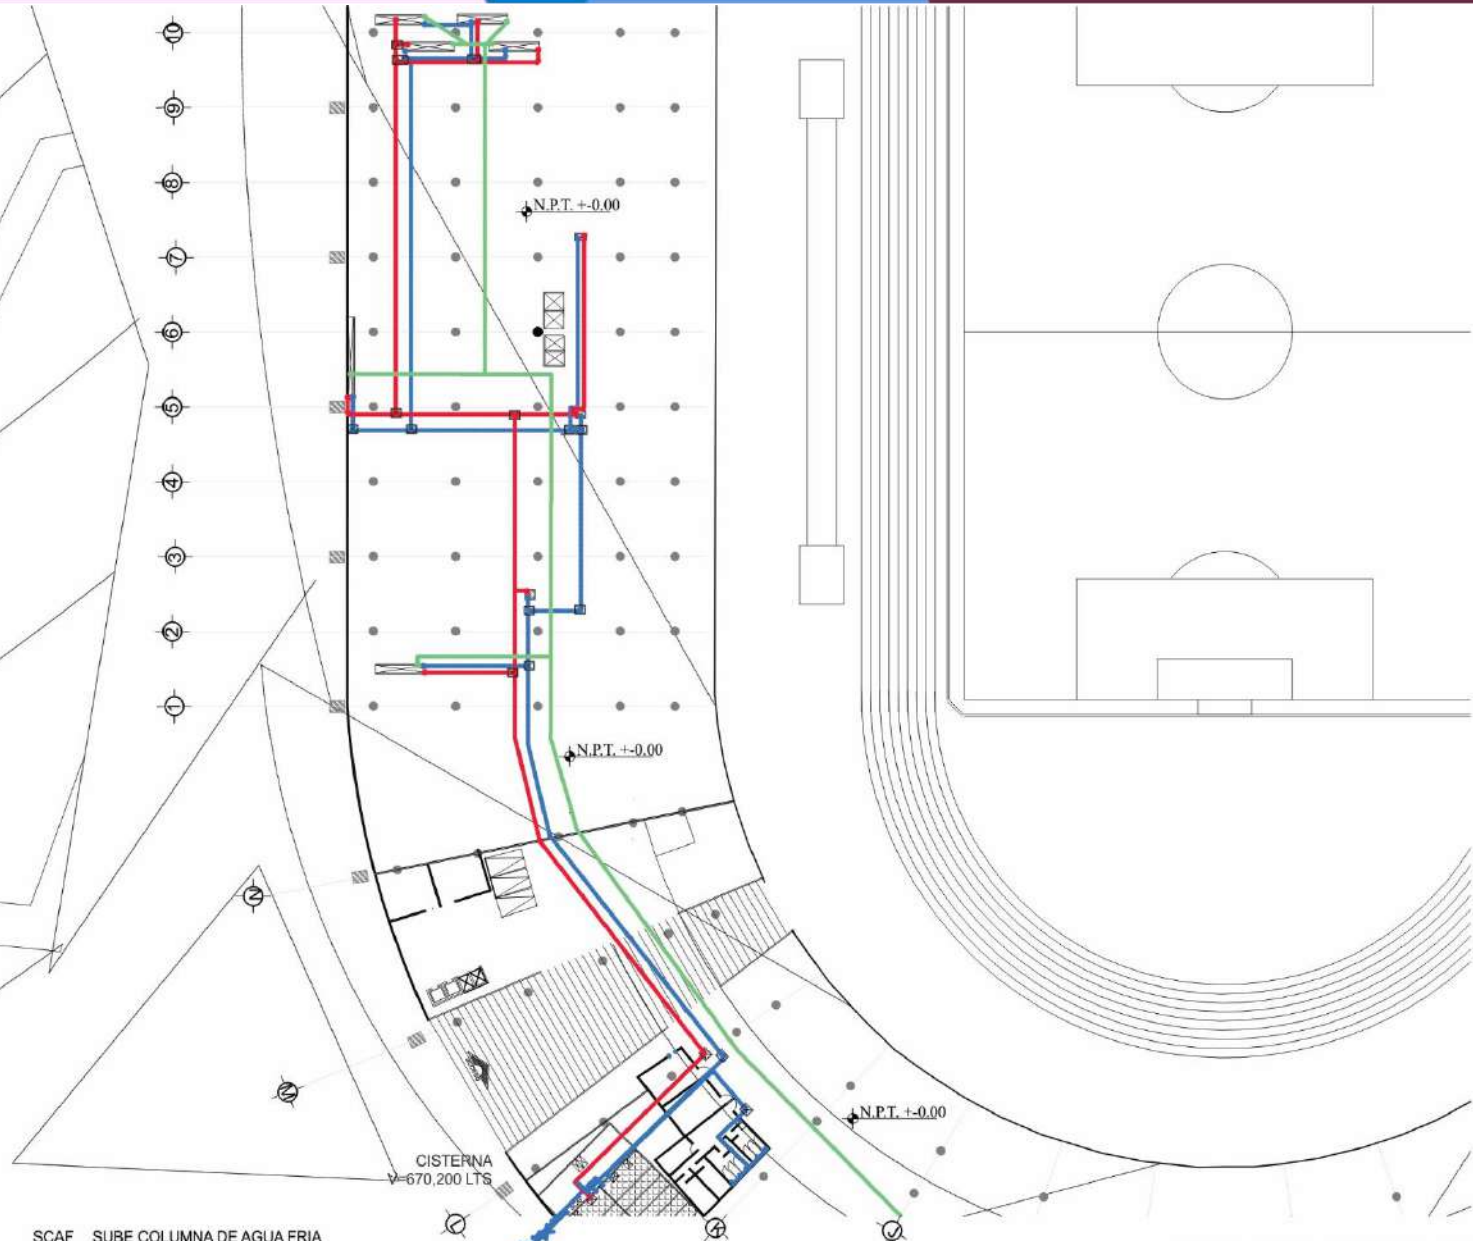 10
9
8
N.P.T. +-0.00
7
6
5
4
3
2
1
N.P.T. +-0.00
N
M
N.P.T. +-0.00
CISTERNA
V=670,200 LTS
L
K
J
SCAF SUBE COLUMNA DE AGUA FRIA